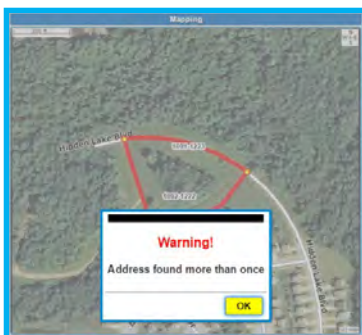 Mapping
Hidden Lake Blvd
Hidden Lake Blvd
Warning!
Address found more than once
OK